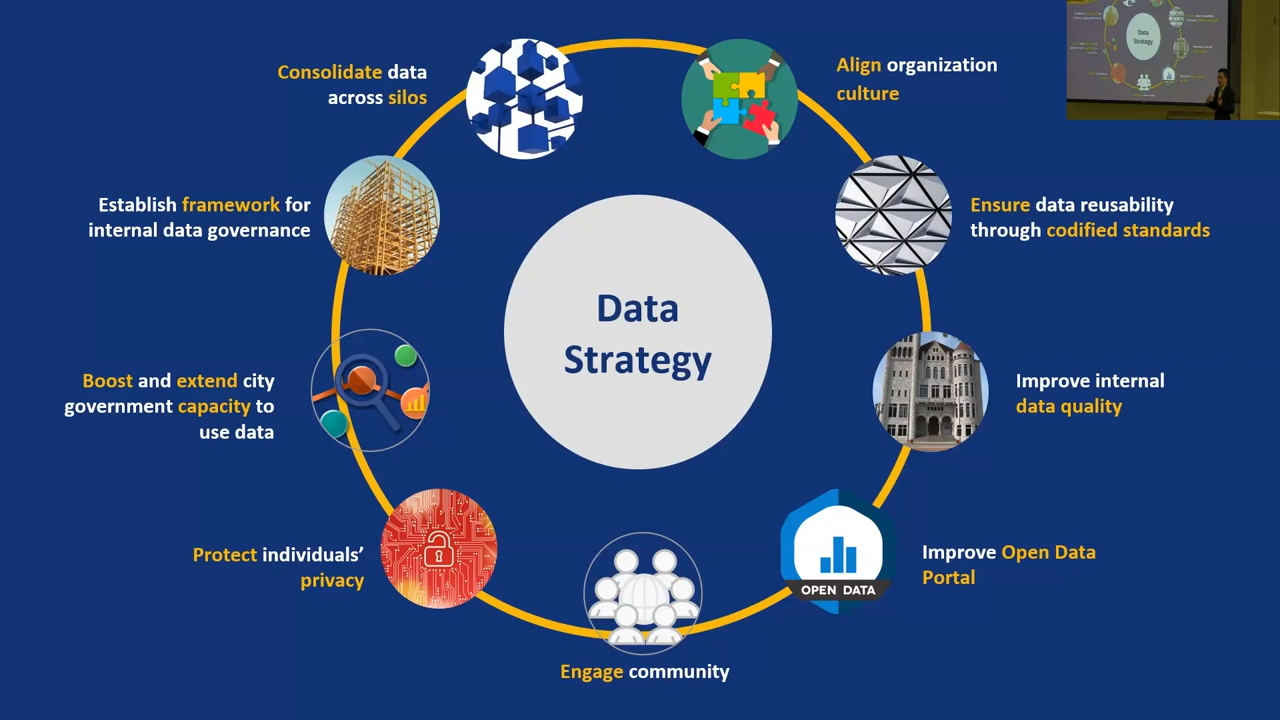 Consolidate data
across silos
Align organization
culture
Establish framework for
internal data governance
Ensure data reusability
through codified standards
Data
Strategy
Boost and extend city
government capacity to
use data
Improve internal
data quality
Protect individuals’
privacy
OPEN DATA
Improve Open Data
Portal
Engage community
Data
Strategy